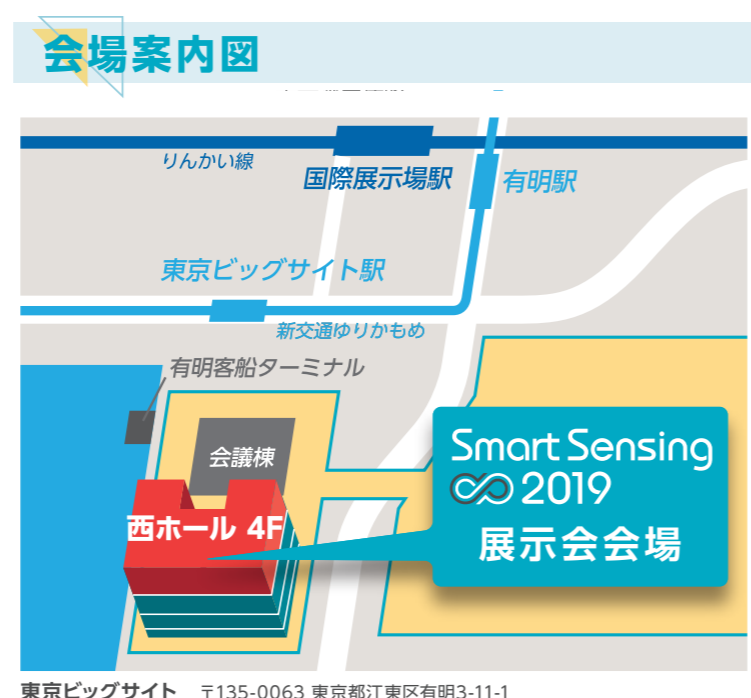 会場案内図
りんかい線
国際展示場駅
有明駅
東京ビッグサイト駅
新交通ゆりかもめ
有明客船ターミナル
会議棟
西ホール 4F
Smart Sensing
2019
展示会会場
東京ビッグサイト 〒135-0063 東京都江東区有明3-11-1